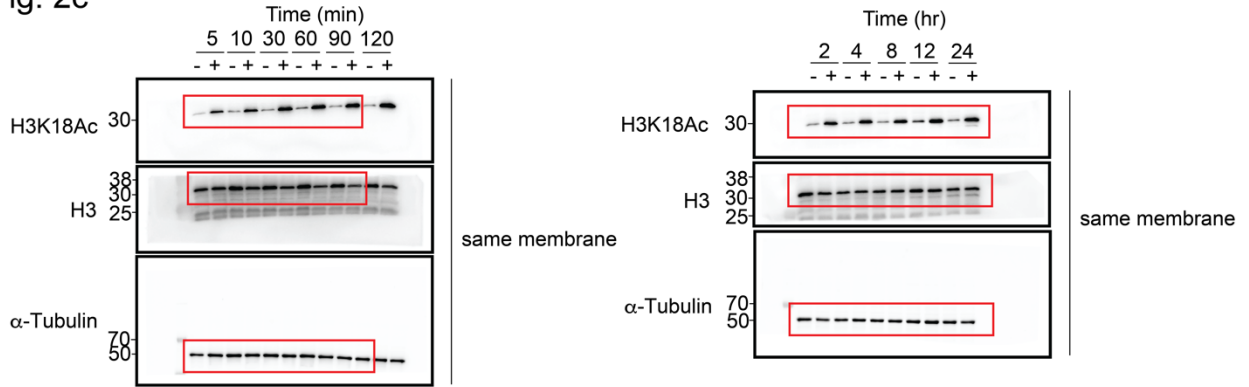 ig. 2c
Time (min)
5 10 30 60 90 120
- + - + - + - + - + - +
H3K18Ac 30-
H3 38- 30- 25-
α-Tubulin 70- 50-
same membrane
Time (hr)
2 4 8 12 24
- + - + - + - + - +
H3K18Ac 30-
H3 38- 30- 25-
α-Tubulin 70- 50-
same membrane